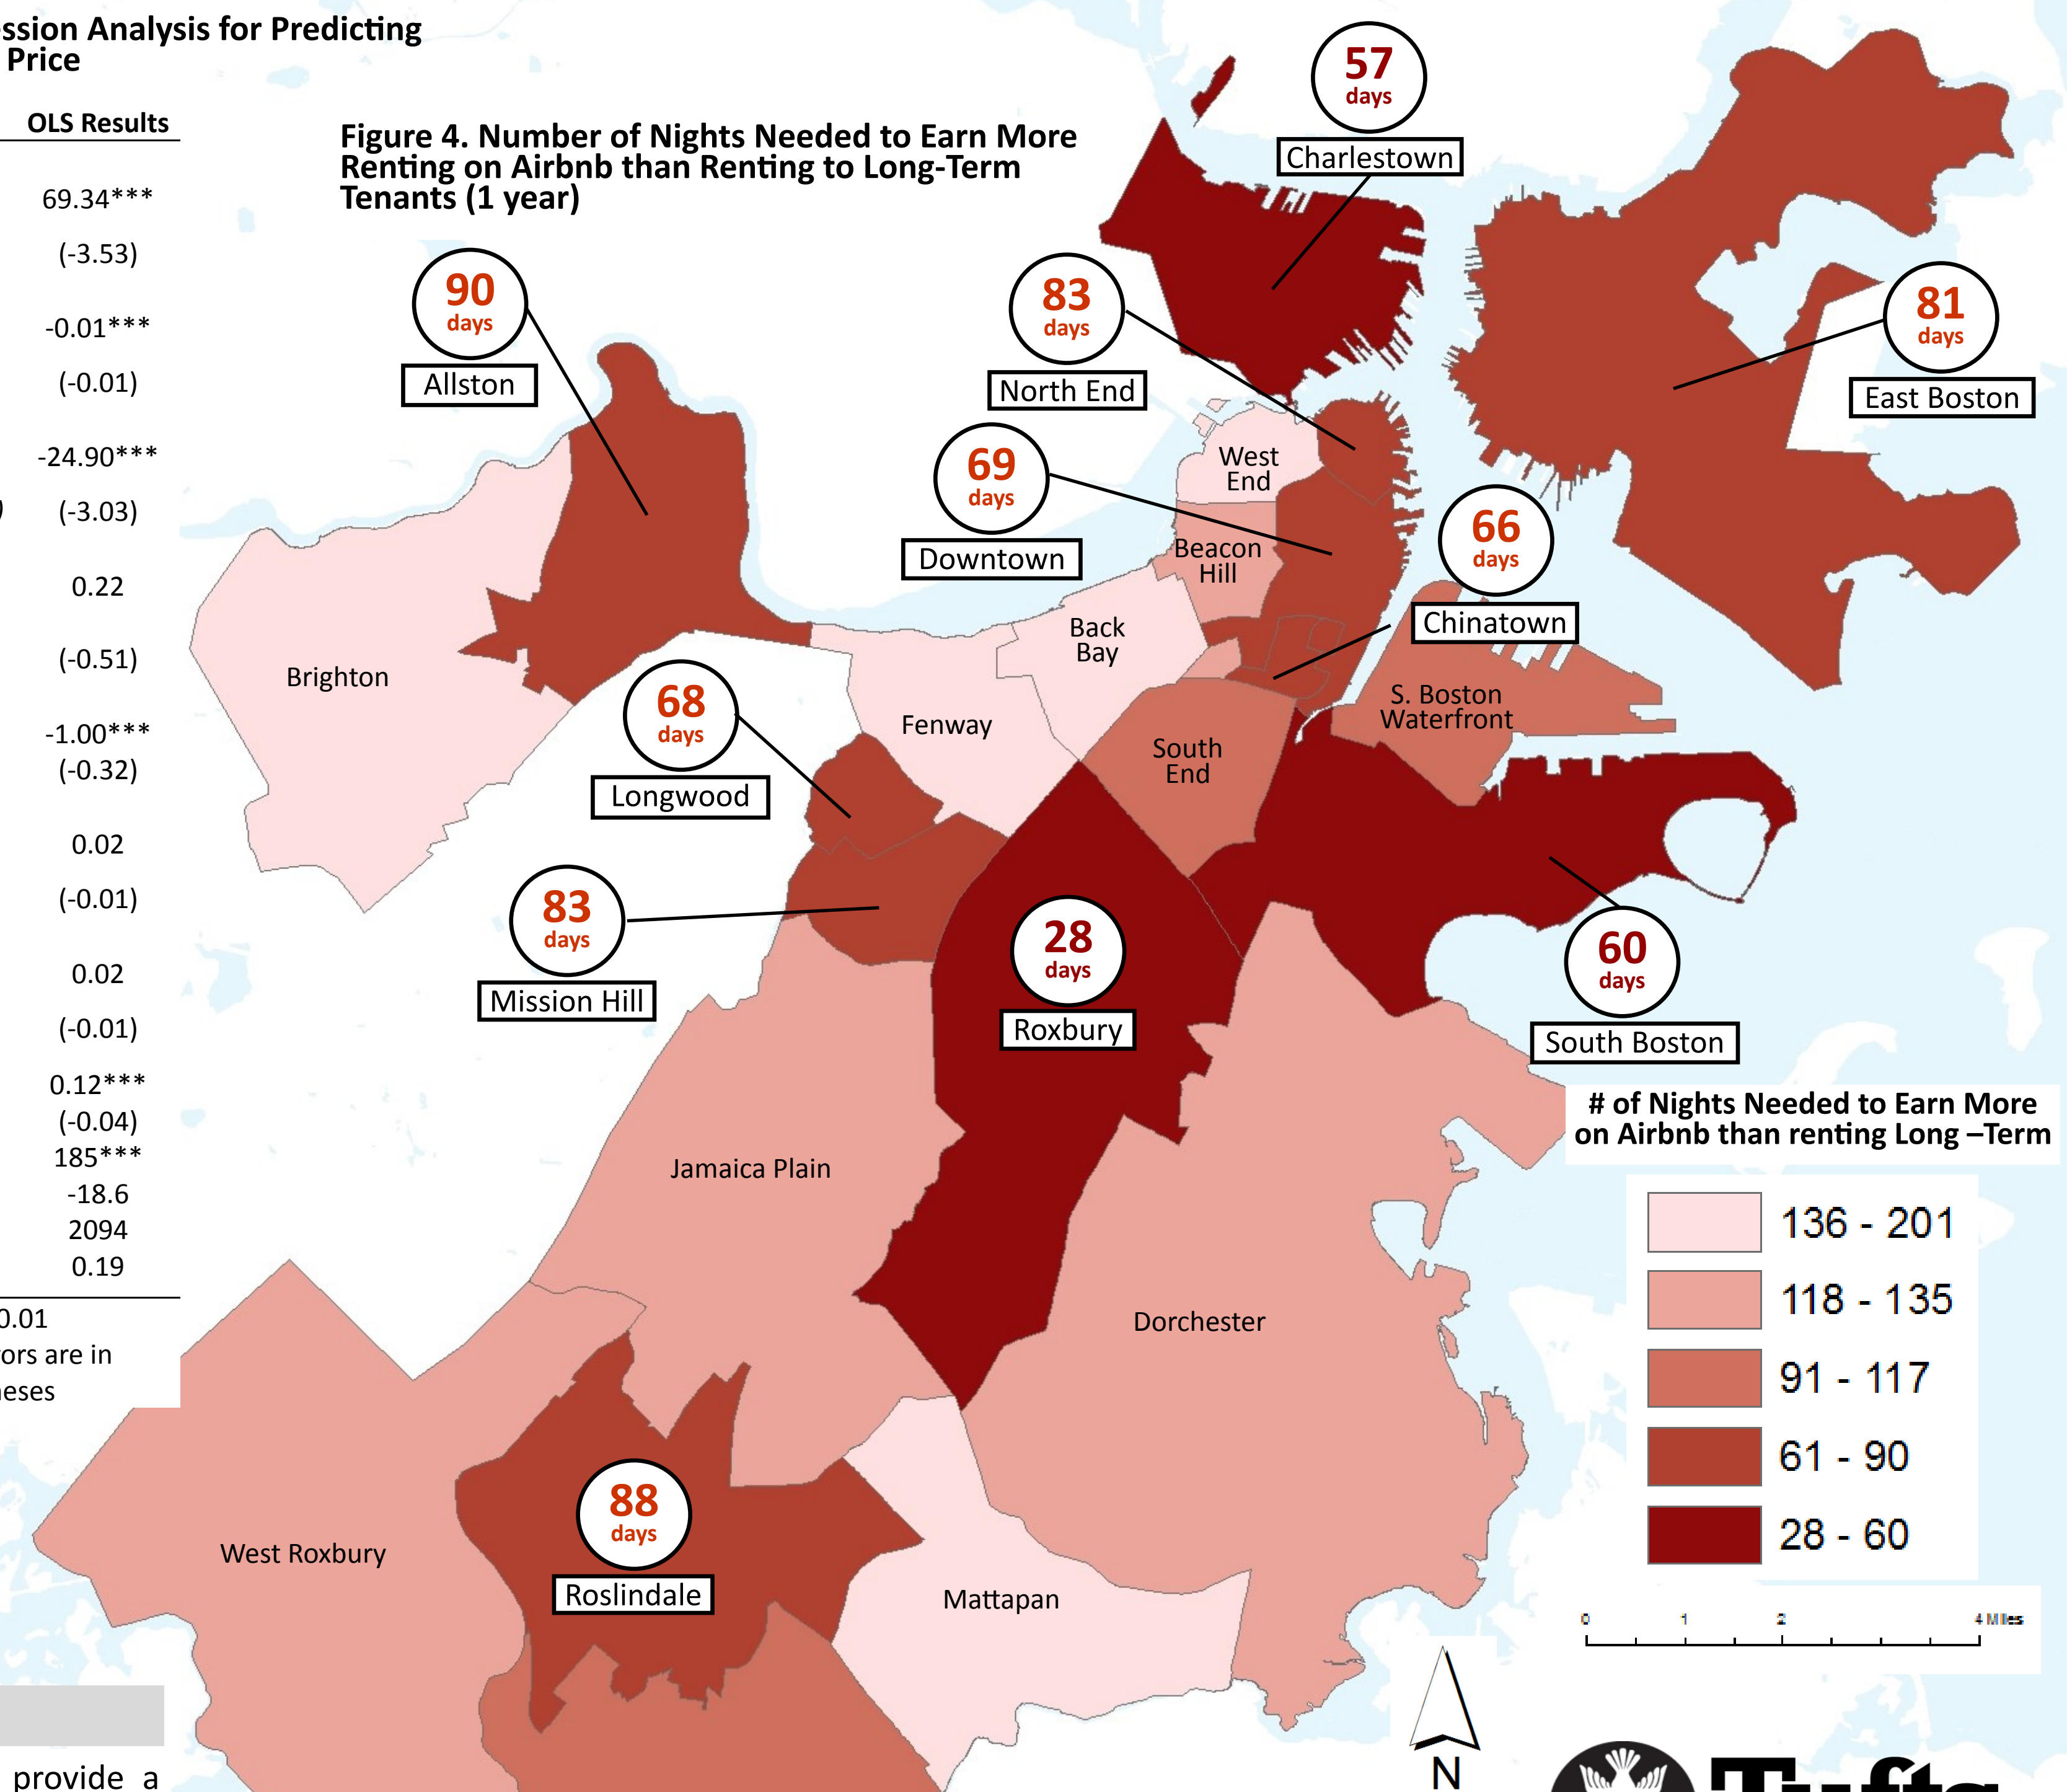 ssion Analysis for Predicting
Price
OLS Results
69.34***
(-3.53)
-0.01***
(-0.01)
-24.90***
) (-3.03)
0.22
(-0.51)
-1.00***
(-0.32)
0.02
(-0.01)
0.02
(-0.01)
0.12***
(-0.04)
185***
-18.6
2094
0.19
0.01
ors are in
eses
provide a
Figure 4. Number of Nights Needed to Earn More
Renting on Airbnb than Renting to Long-Term
Tenants (1 year)
57
days
Charlestown
90
days
Allston
83
days
North End
81
days
East Boston
69
days
Downtown
West
End
66
days
Chinatown
Beacon
Hill
Back
Bay
Brighton
68
days
Longwood
Fenway
S. Boston
Waterfront
South
End
83
days
Mission Hill
28
days
Roxbury
60
days
South Boston
Jamaica Plain
Dorchester
88
days
Roslindale
West Roxbury
Mattapan
# of Nights Needed to Earn More
on Airbnb than renting Long –Term
136 - 201
118 - 135
91 - 117
61 - 90
28 - 60
0 1 2 4 Miles
N
Tufts